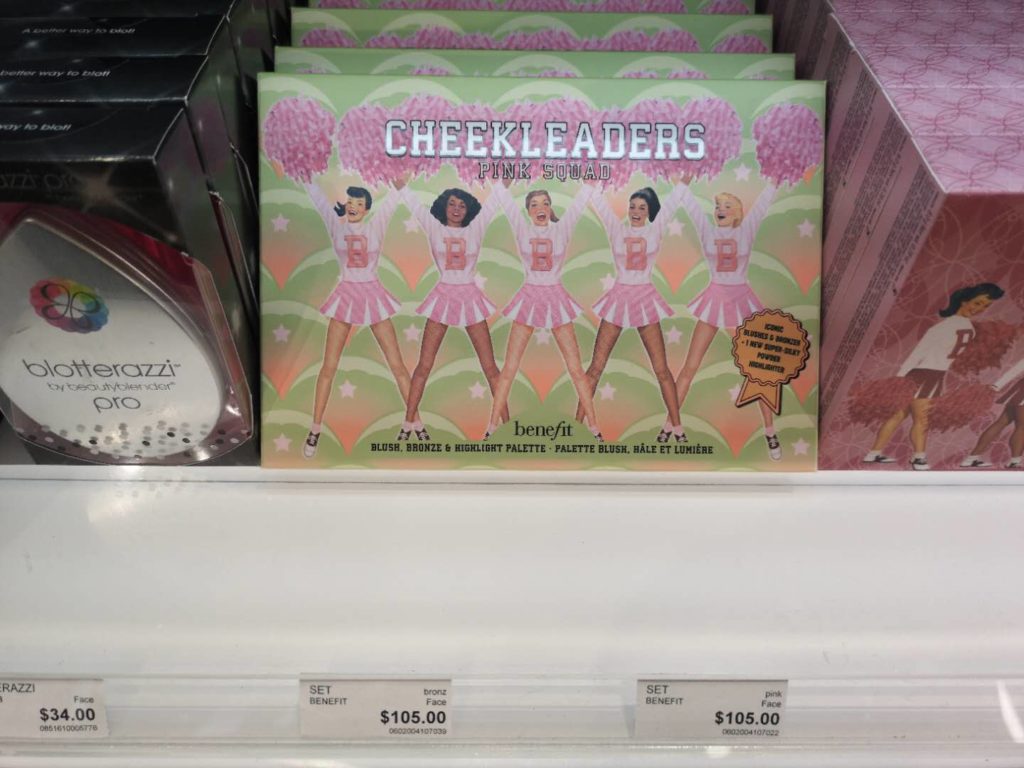 A better way to blot!
better way to blot!
way to blot!
blotterazzi™
by beautyblender®
pro
CHEEKLEADERS
PINK SQUAD
B B B B B
ICONIC
BLUSHES & BRONZER
+ 1 NEW SUPER-SILKY
POWDER
HIGHLIGHTER
benefit
BLUSH, BRONZE & HIGHLIGHT PALETTE · PALETTE BLUSH, HÂLE ET LUMIÈRE
B
ERAZZI
Face
$34.00
0851610005776
SET
bronz
BENEFIT
Face
$105.00
0602004107039
SET
pink
BENEFIT
Face
$105.00
0602004107022